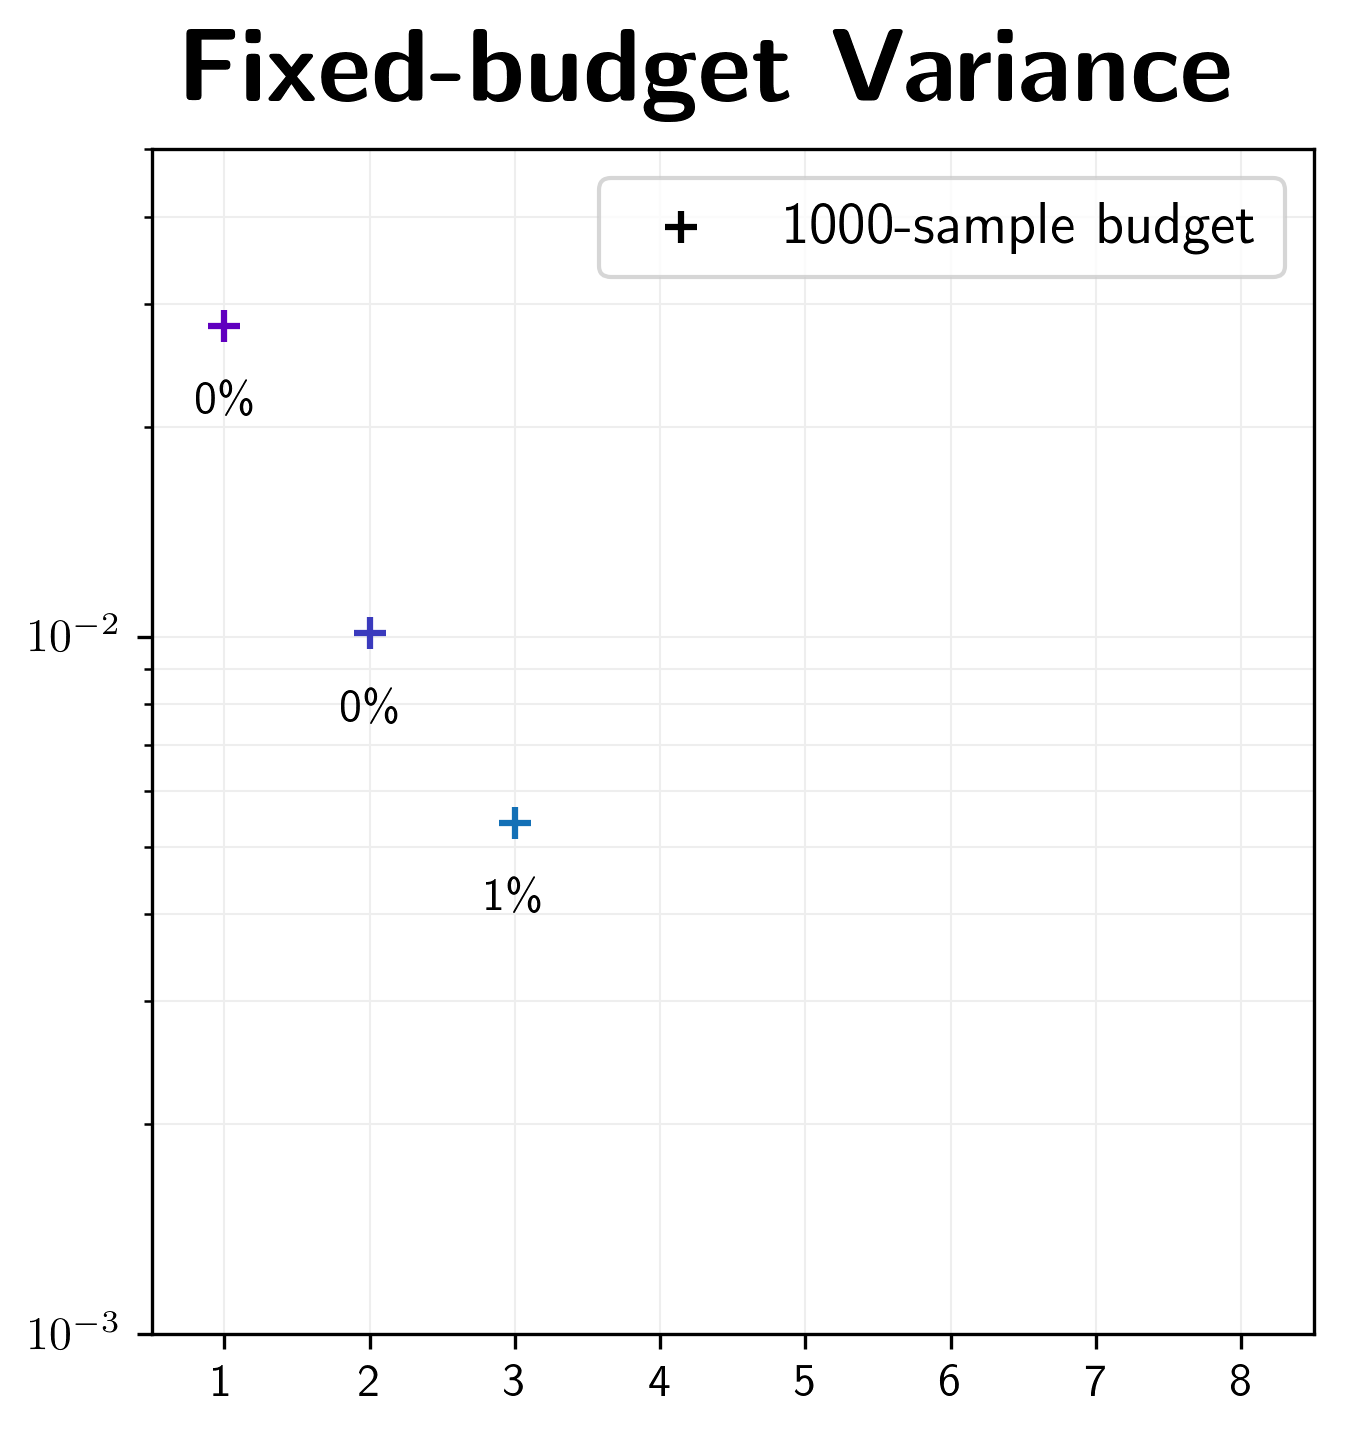 Fixed-budget Variance
1000-sample budget
0%
0%
1%
10⁻²
10⁻³
1 2 3 4 5 6 7 8